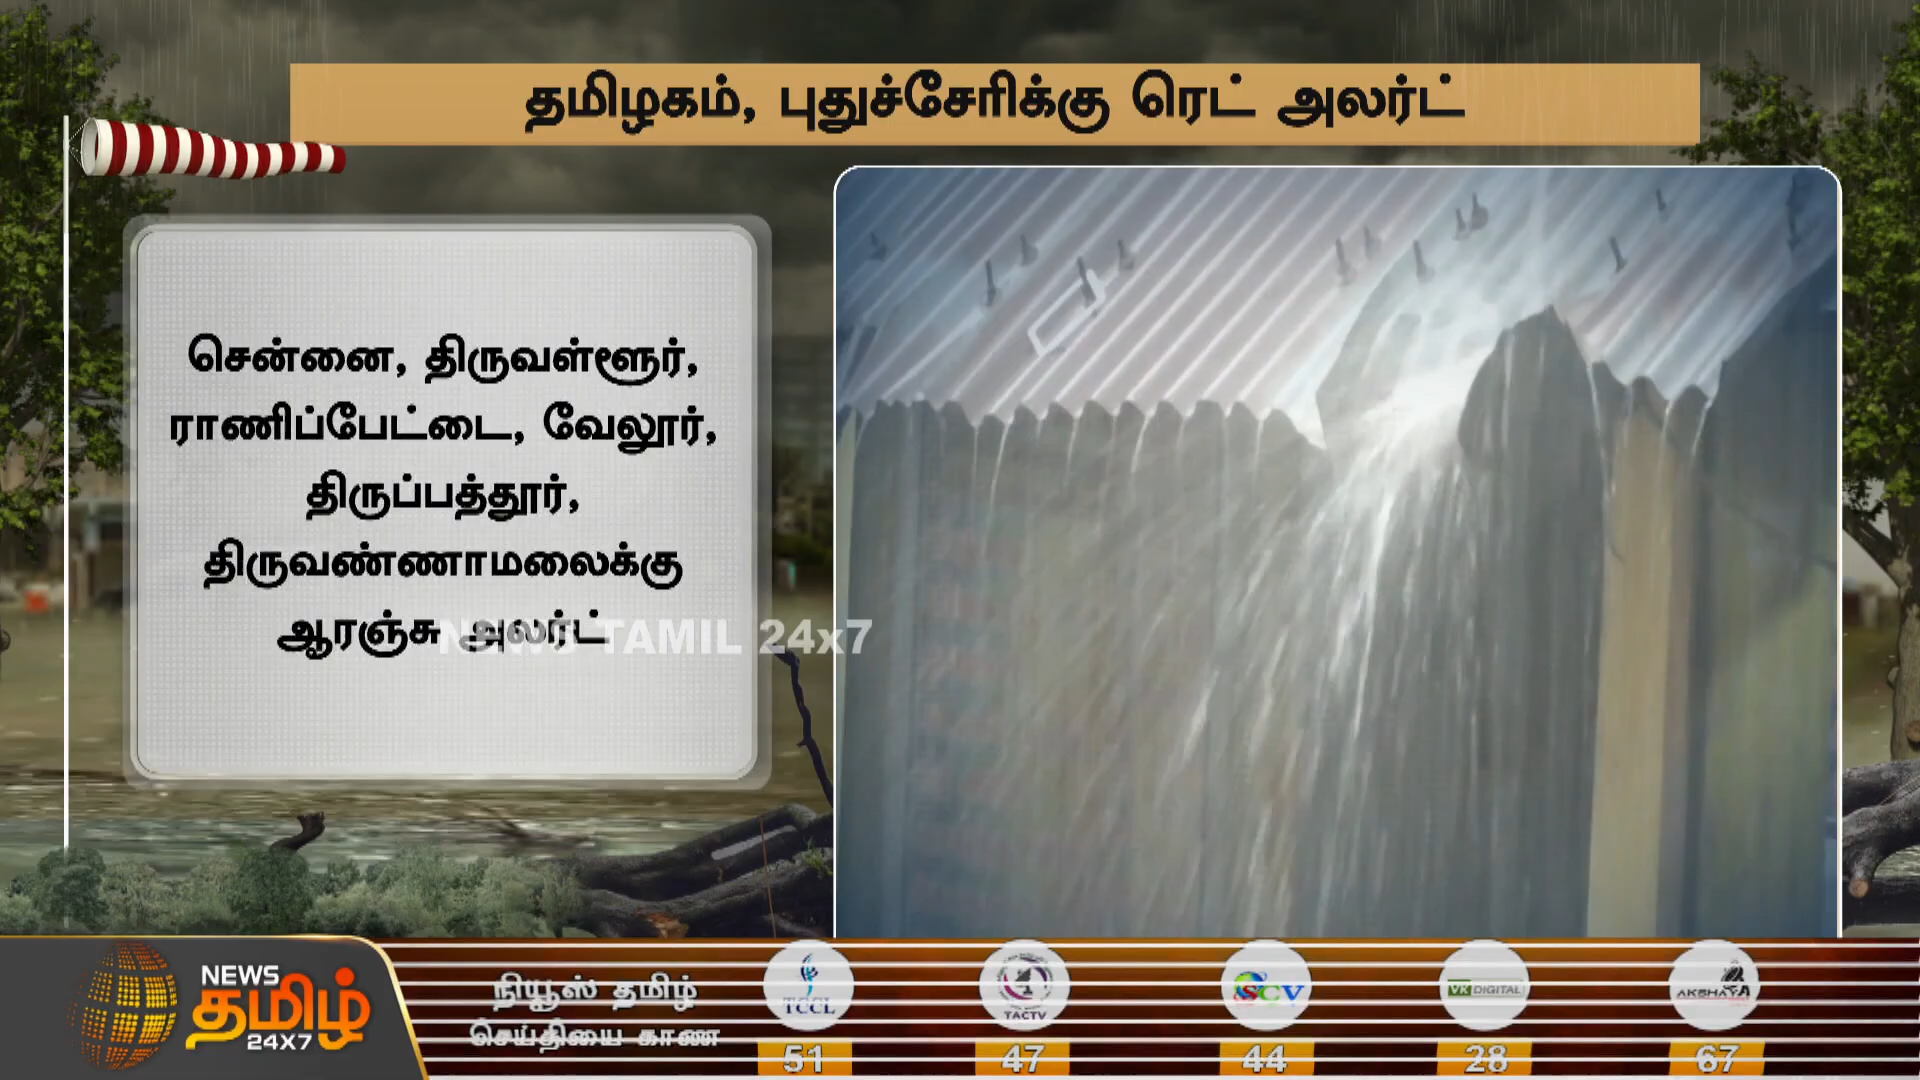 தமிழகம், புதுச்சேரிக்கு ரெட் அலர்ட்
சென்னை, திருவள்ளூர்,
ராணிப்பேட்டை, வேலூர்,
திருப்பத்தூர்,
திருவண்ணாமலைக்கு
ஆரஞ்சு அலர்ட்
NEWS TAMIL 24x7
NEWS
தமிழ்
24X7
நியூஸ் தமிழ்
செய்தியை காண
TCCL
51
TACTV
47
SCV
44
VK DIGITAL
28
AKSHAYA
67